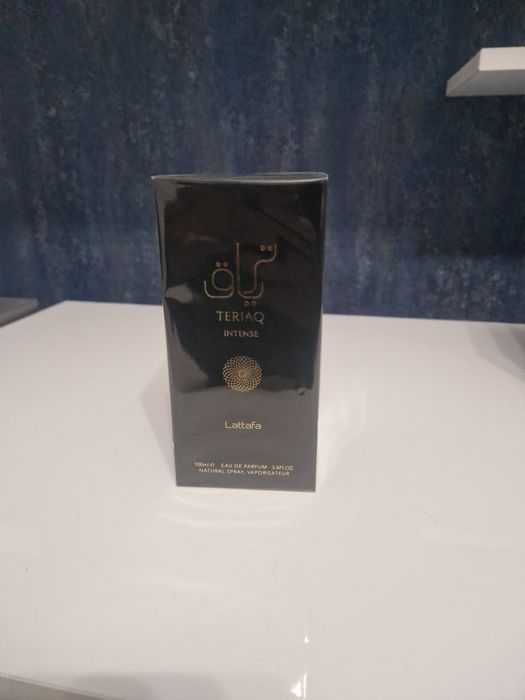 ترياق
TERIAQ
INTENSE
Lattafa
100ml.℮ EAU DE PARFUM 3.4FL.OZ.
NATURAL SPRAY, VAPORISATEUR